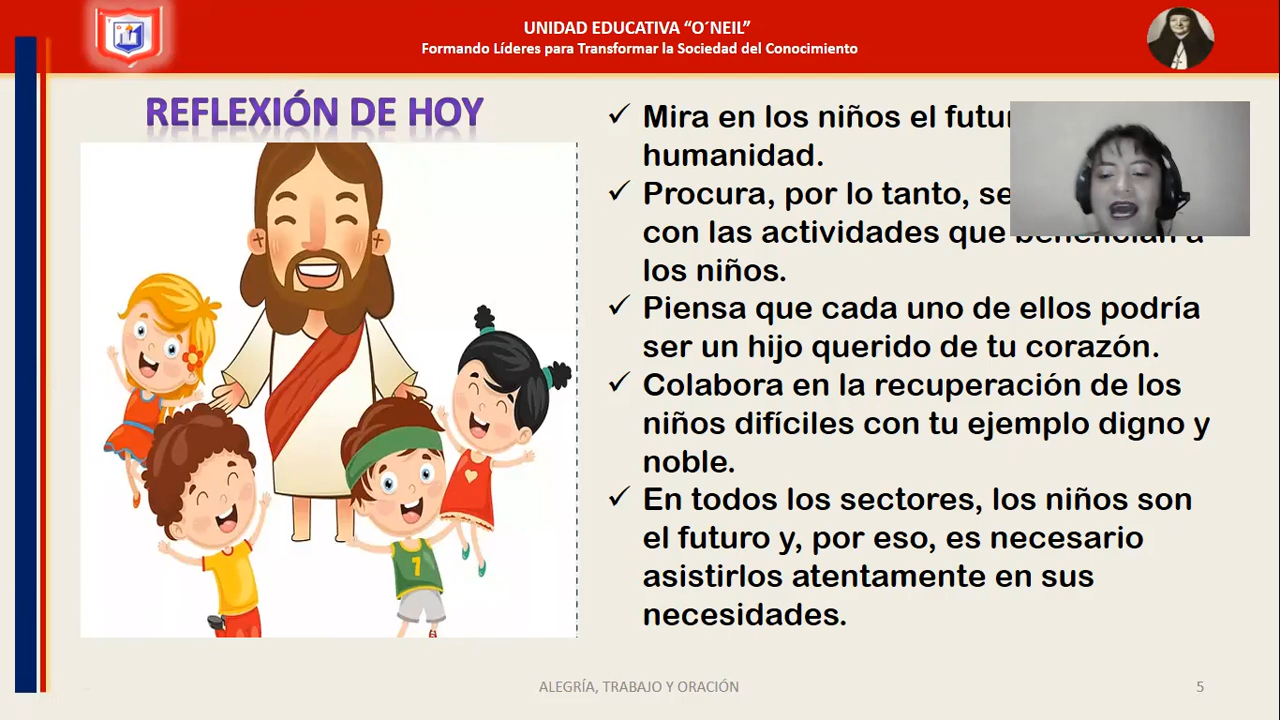 UNIDAD EDUCATIVA “O´NEIL”
Formando Líderes para Transformar la Sociedad del Conocimiento
REFLEXIÓN DE HOY
Mira en los niños el
humanidad.
Procura, por lo tanto,
con las actividades que
los niños.
Piensa que cada uno de ellos podría
ser un hijo querido de tu corazón.
Colabora en la recuperación de los
niños difíciles con tu ejemplo digno y
noble.
En todos los sectores, los niños son
el futuro y, por eso, es necesario
asistirlos atentamente en sus
necesidades.
1
ALEGRÍA, TRABAJO Y ORACIÓN
5